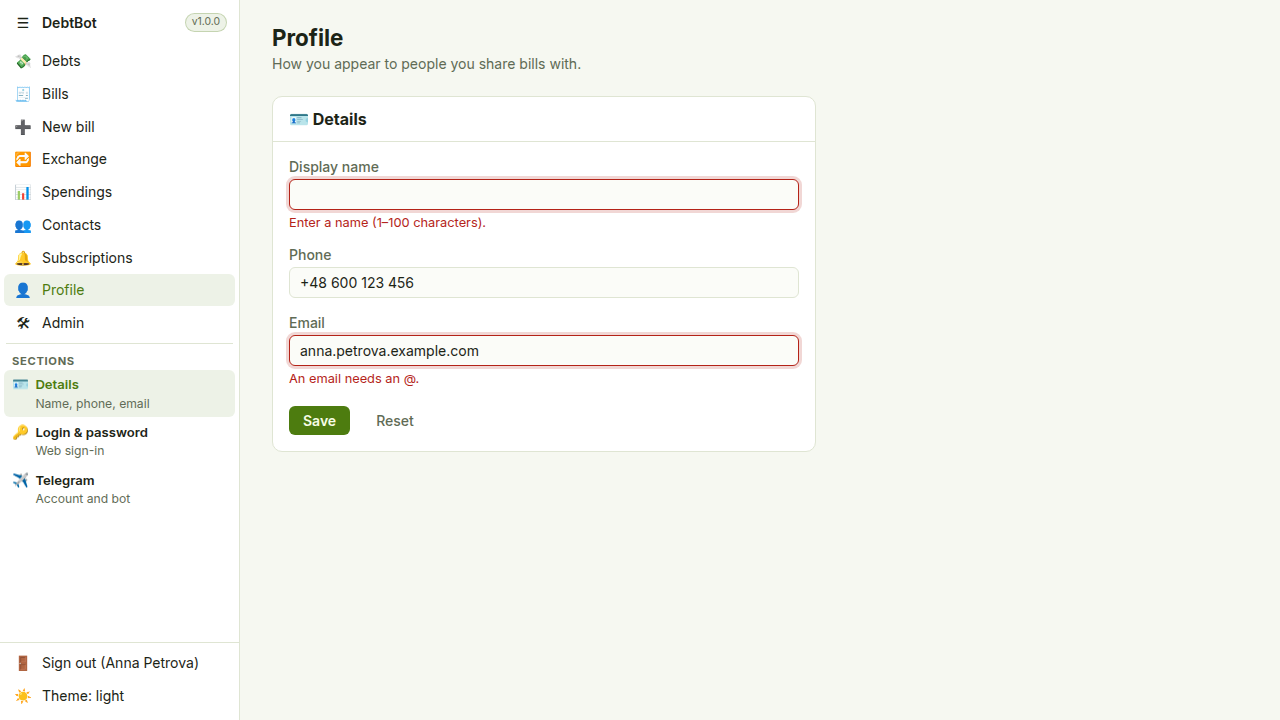 DebtBot
v1.0.0
Debts
Bills
New bill
Exchange
Spendings
Contacts
Subscriptions
Profile
Admin
SECTIONS
Details
Name, phone, email
Login & password
Web sign-in
Telegram
Account and bot
Sign out (Anna Petrova)
Theme: light
Profile
How you appear to people you share bills with.
Details
Display name
Enter a name (1–100 characters).
Phone
+48 600 123 456
Email
anna.petrova.example.com
An email needs an @.
Save
Reset